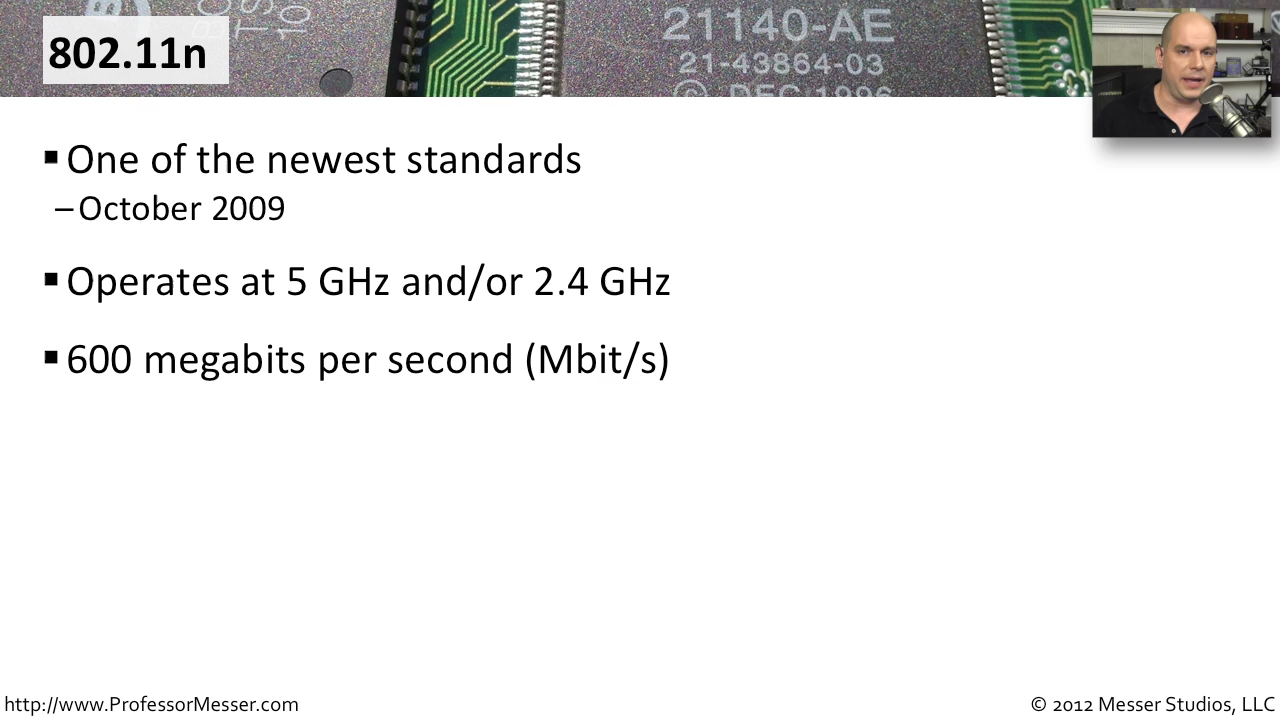 21140-AE
21-43864-03
© DEC 1996
802.11n
▪ One of the newest standards
– October 2009
▪ Operates at 5 GHz and/or 2.4 GHz
▪ 600 megabits per second (Mbit/s)
http://www.ProfessorMesser.com
© 2012 Messer Studios, LLC